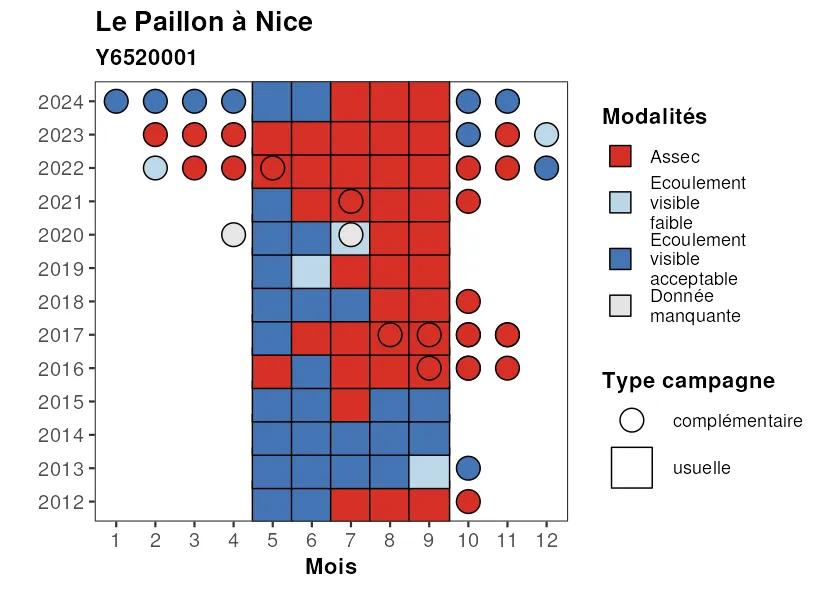 Le Paillon à Nice
Y6520001
2024
2023
2022
2021
2020
2019
2018
2017
2016
2015
2014
2013
2012
1 2 3 4 5 6 7 8 9 10 11 12
Mois
Modalités
Assec
Ecoulement
visible
faible
Ecoulement
visible
acceptable
Donnée
manquante
Type campagne
complémentaire
usuelle